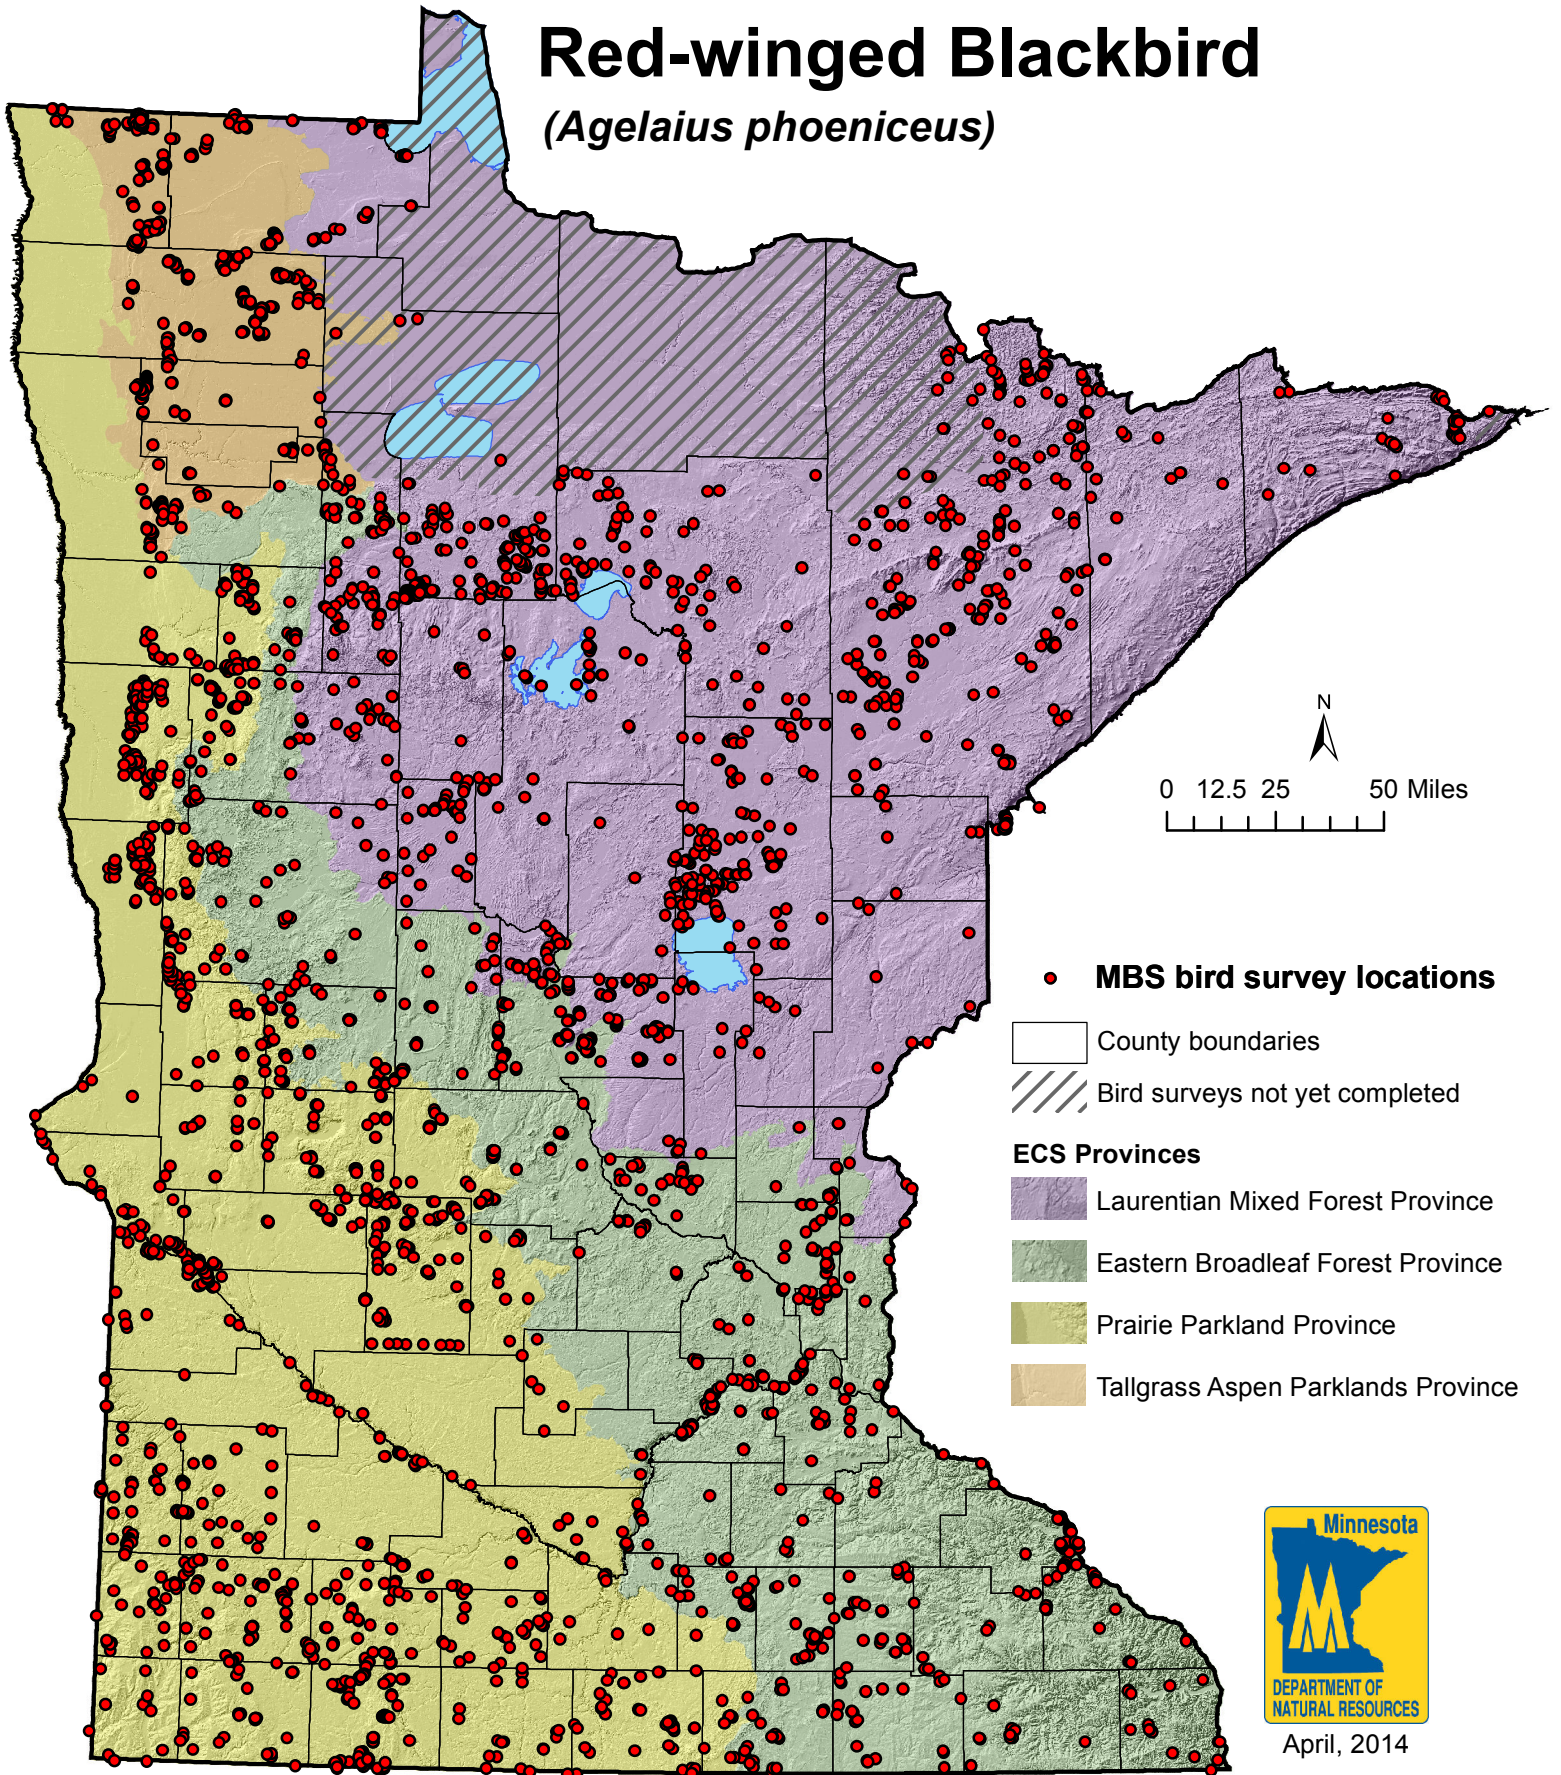 Red-winged Blackbird
(Agelaius phoeniceus)
N
0 12.5 25 50 Miles
MBS bird survey locations
County boundaries
Bird surveys not yet completed
ECS Provinces
Laurentian Mixed Forest Province
Eastern Broadleaf Forest Province
Prairie Parkland Province
Tallgrass Aspen Parklands Province
Minnesota
DEPARTMENT OF
NATURAL RESOURCES
April, 2014